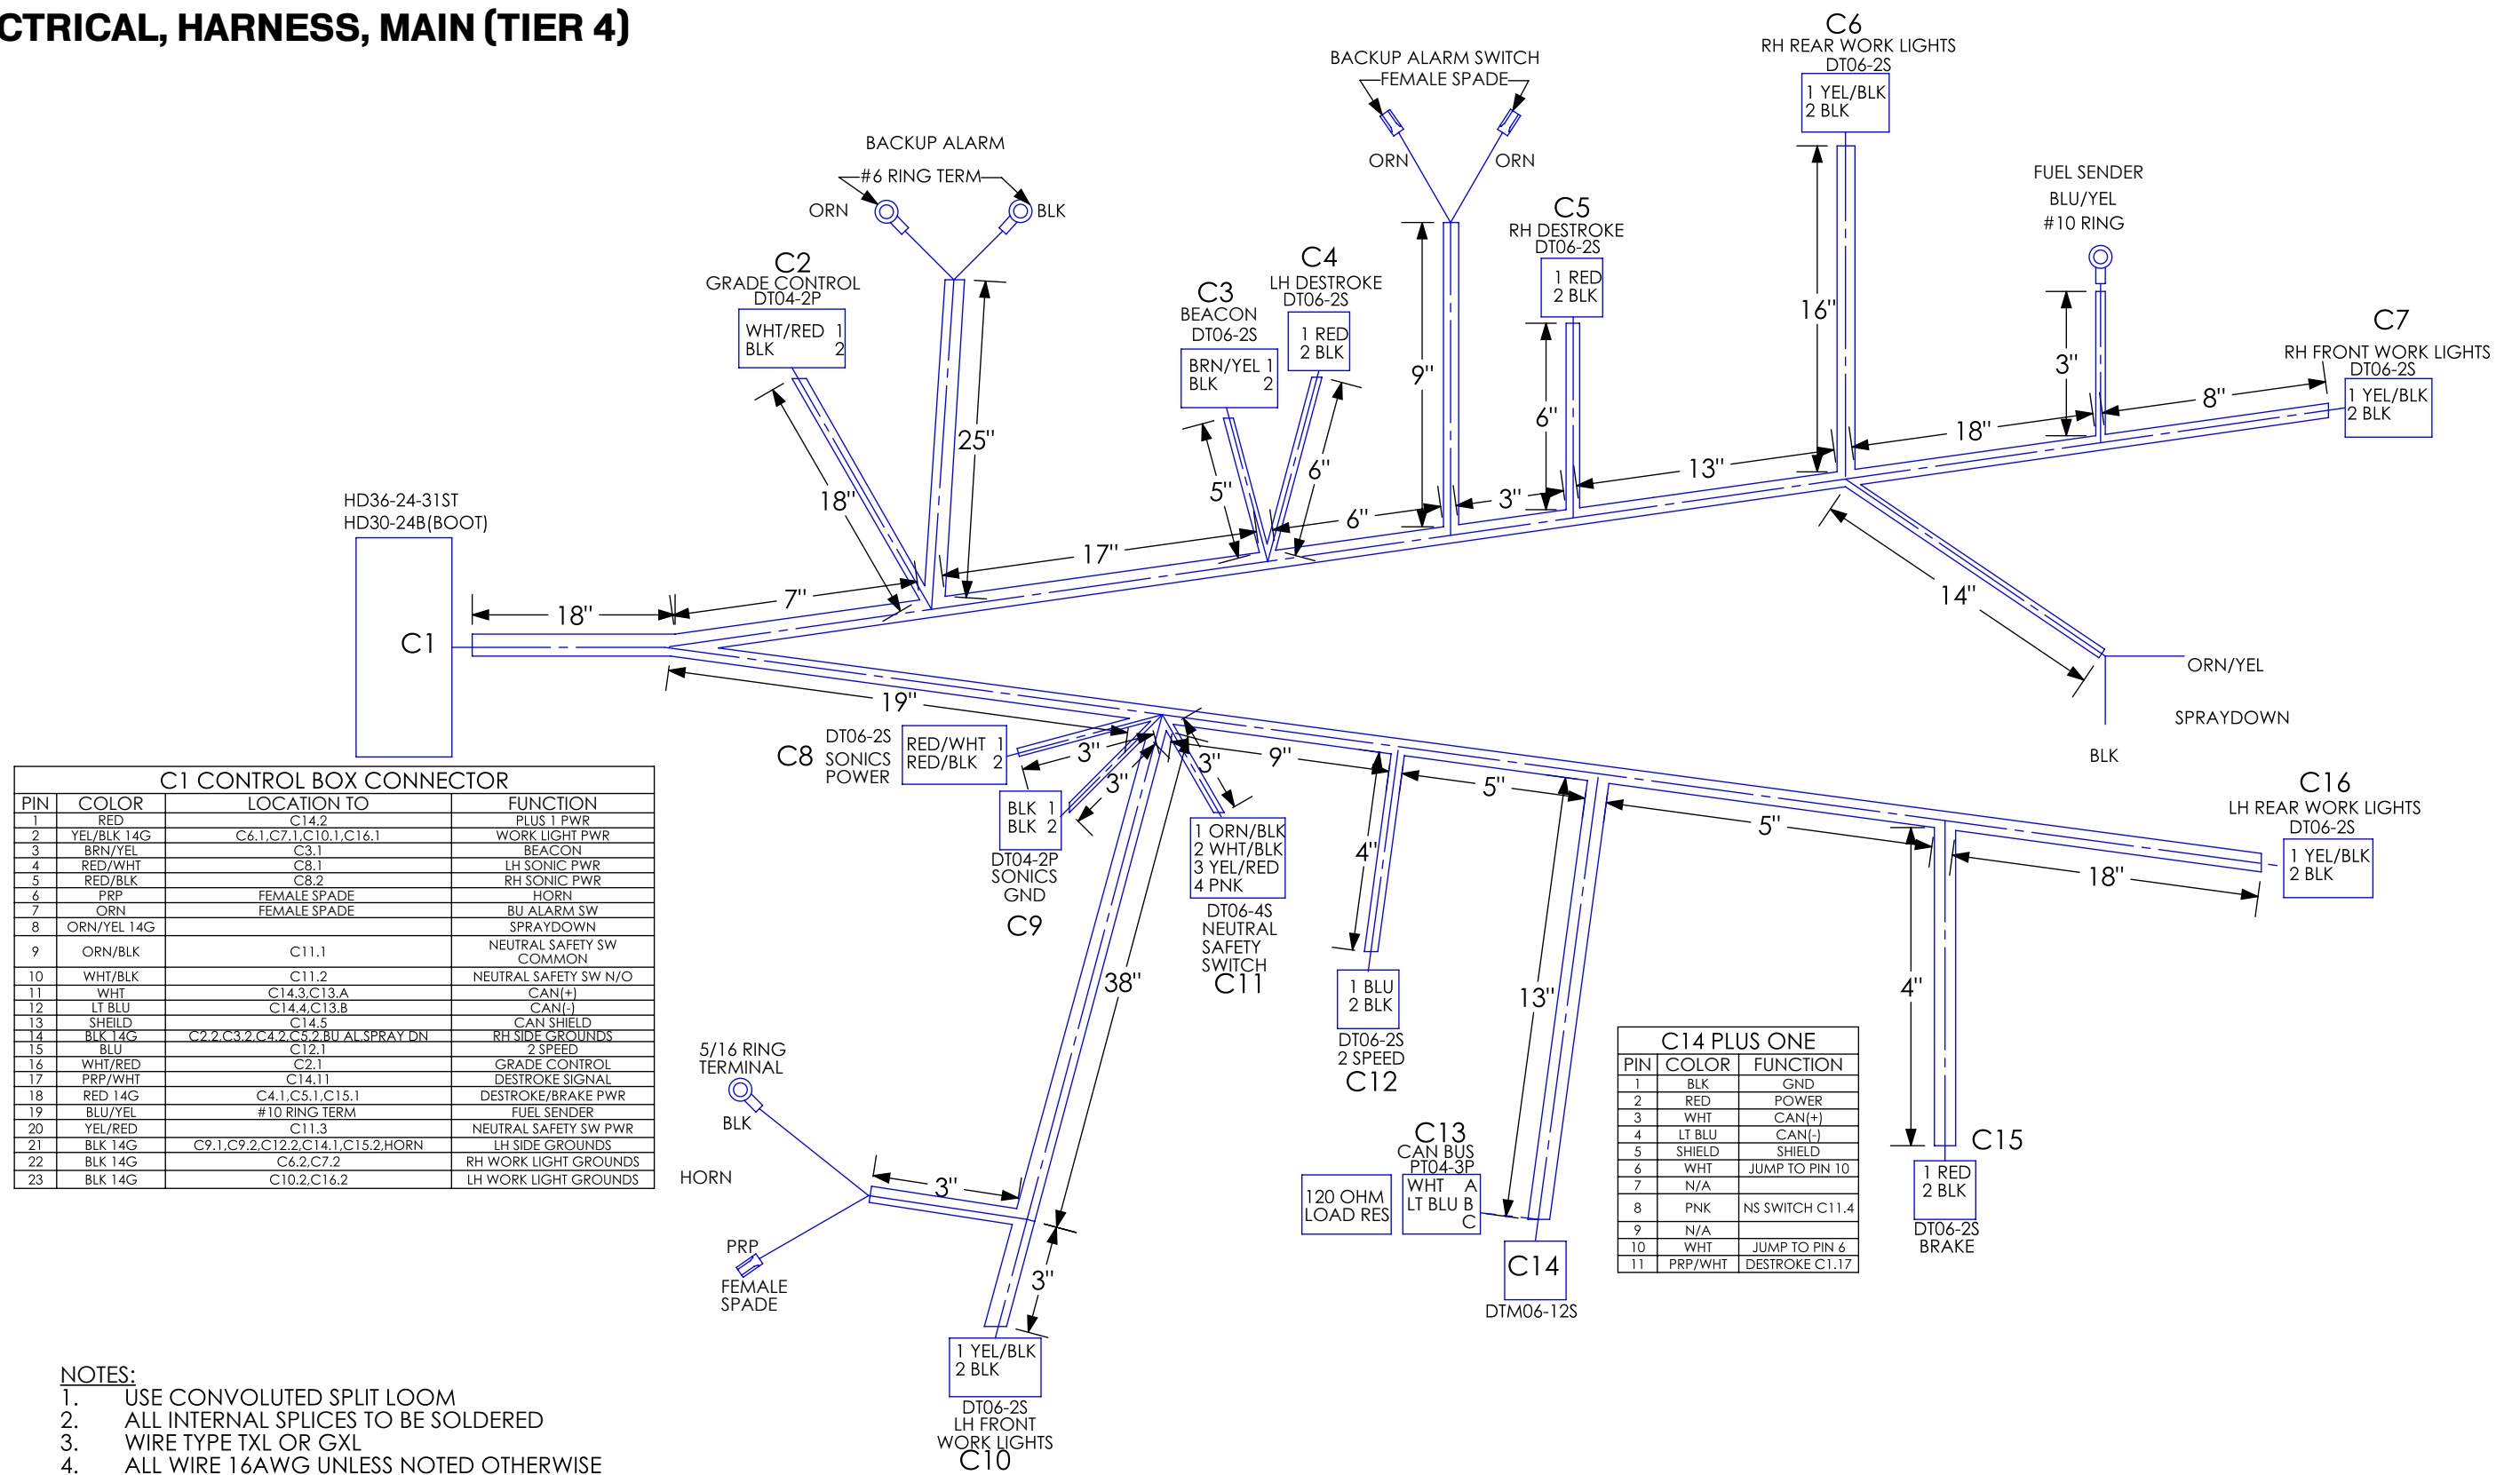 CTRICAL, HARNESS, MAIN (TIER 4)
C6
RH REAR WORK LIGHTS
DT06-2S
1 YEL/BLK
2 BLK
16"
BACKUP ALARM SWITCH
FEMALE SPADE
ORN
ORN
9"
BACKUP ALARM
#6 RING TERM
ORN
BLK
25"
FUEL SENDER
BLU/YEL
#10 RING
3"
C2
GRADE CONTROL
DT04-2P
WHT/RED 1
BLK 2
18"
C3
BEACON
DT06-2S
BRN/YEL 1
BLK 2
5"
C4
LH DESTROKE
DT06-2S
1 RED
2 BLK
6"
C5
RH DESTROKE
DT06-2S
1 RED
2 BLK
6"
C7
RH FRONT WORK LIGHTS
DT06-2S
1 YEL/BLK
2 BLK
HD36-24-31ST
HD30-24B(BOOT)
C1
18"
7"
17"
6"
3"
13"
18"
8"
14"
ORN/YEL
SPRAYDOWN
BLK
19"
9"
5"
5"
18"
C8
DT06-2S
SONICS
POWER
RED/WHT 1
RED/BLK 2
3"
BLK 1
BLK 2
DT04-2P
SONICS
GND
C9
3"
3"
1 ORN/BLK
2 WHT/BLK
3 YEL/RED
4 PNK
DT06-4S
NEUTRAL
SAFETY
SWITCH
C11
38"
4"
1 BLU
2 BLK
DT06-2S
2 SPEED
C12
13"
C13
CAN BUS
PT04-3P
WHT A
LT BLU B
C
120 OHM
LOAD RES
C14
DTM06-12S
4"
C15
1 RED
2 BLK
DT06-2S
BRAKE
C16
LH REAR WORK LIGHTS
DT06-2S
1 YEL/BLK
2 BLK
5/16 RING
TERMINAL
BLK
HORN
3"
PRP
FEMALE
SPADE
3"
1 YEL/BLK
2 BLK
DT06-2S
LH FRONT
WORK LIGHTS
C10
C1 CONTROL BOX CONNECTOR
PIN COLOR LOCATION TO FUNCTION
1 RED C14.2 PLUS 1 PWR
2 YEL/BLK 14G C6.1,C7.1,C10.1,C16.1 WORK LIGHT PWR
3 BRN/YEL C3.1 BEACON
4 RED/WHT C8.1 LH SONIC PWR
5 RED/BLK C8.2 RH SONIC PWR
6 PRP FEMALE SPADE HORN
7 ORN FEMALE SPADE BU ALARM SW
8 ORN/YEL 14G SPRAYDOWN
9 ORN/BLK C11.1 NEUTRAL SAFETY SW
COMMON
10 WHT/BLK C11.2 NEUTRAL SAFETY SW N/O
11 WHT C14.3,C13.A CAN(+)
12 LT BLU C14.4,C13.B CAN(-)
13 SHEILD C14.5 CAN SHIELD
14 BLK 14G C2.2,C3.2,C4.2,C5.2,BU AL,SPRAY DN RH SIDE GROUNDS
15 BLU C12.1 2 SPEED
16 WHT/RED C2.1 GRADE CONTROL
17 PRP/WHT C14.11 DESTROKE SIGNAL
18 RED 14G C4.1,C5.1,C15.1 DESTROKE/BRAKE PWR
19 BLU/YEL #10 RING TERM FUEL SENDER
20 YEL/RED C11.3 NEUTRAL SAFETY SW PWR
21 BLK 14G C9.1,C9.2,C12.2,C14.1,C15.2,HORN LH SIDE GROUNDS
22 BLK 14G C6.2,C7.2 RH WORK LIGHT GROUNDS
23 BLK 14G C10.2,C16.2 LH WORK LIGHT GROUNDS
C14 PLUS ONE
PIN COLOR FUNCTION
1 BLK GND
2 RED POWER
3 WHT CAN(+)
4 LT BLU CAN(-)
5 SHIELD SHIELD
6 WHT JUMP TO PIN 10
7 N/A
8 PNK NS SWITCH C11.4
9 N/A
10 WHT JUMP TO PIN 6
11 PRP/WHT DESTROKE C1.17
NOTES:
1. USE CONVOLUTED SPLIT LOOM
2. ALL INTERNAL SPLICES TO BE SOLDERED
3. WIRE TYPE TXL OR GXL
4. ALL WIRE 16AWG UNLESS NOTED OTHERWISE